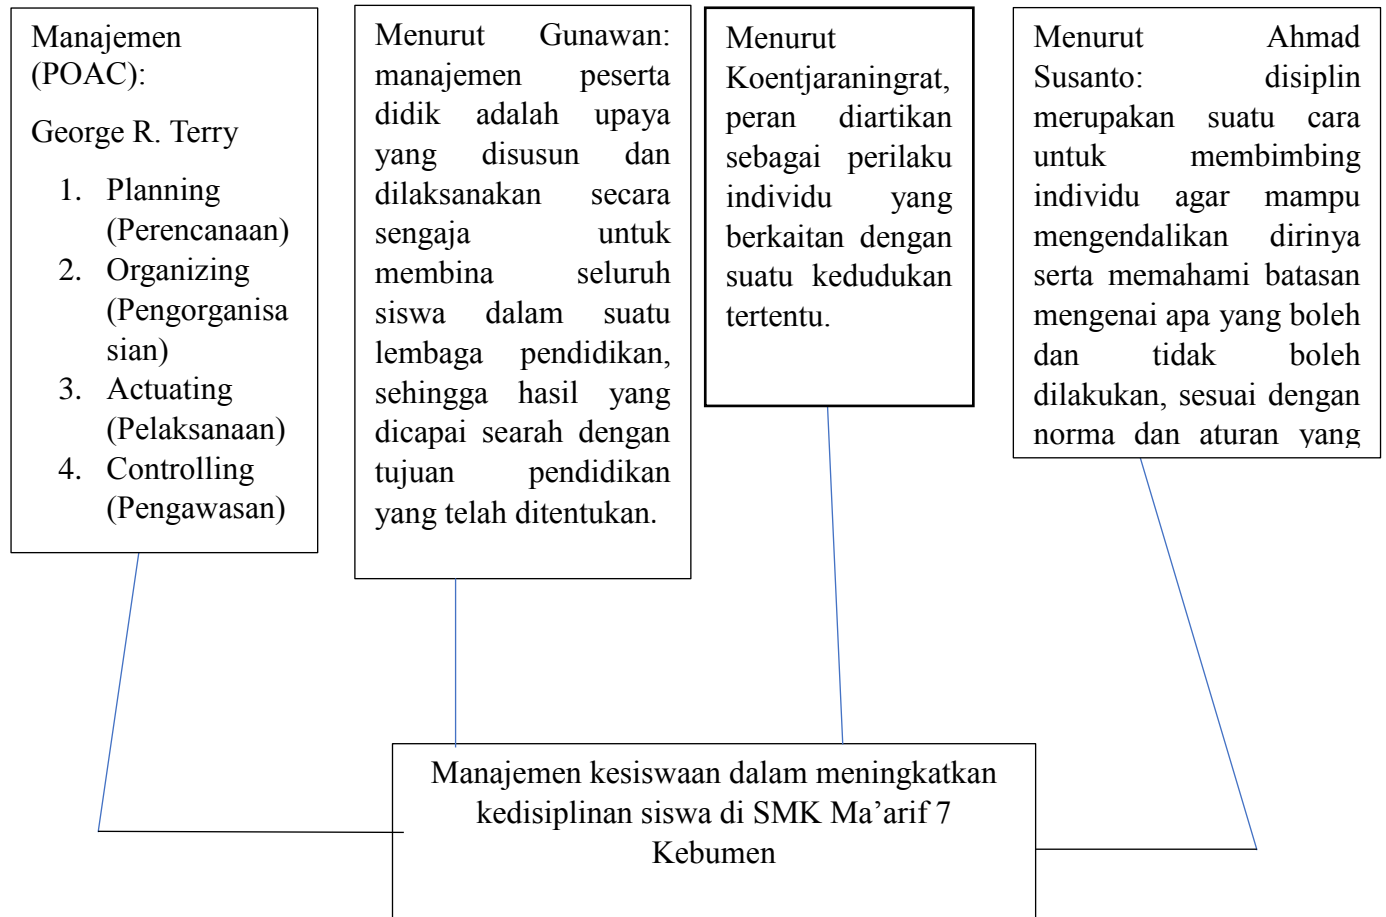 Manajemen
(POAC):
George R. Terry
1. Planning
(Perencanaan)
2. Organizing
(Pengorganisa
sian)
3. Actuating
(Pelaksanaan)
4. Controlling
(Pengawasan)
Menurut Gunawan:
manajemen peserta
didik adalah upaya
yang disusun dan
dilaksanakan secara
sengaja untuk
membina seluruh
siswa dalam suatu
lembaga pendidikan,
sehingga hasil yang
dicapai searah dengan
tujuan pendidikan
yang telah ditentukan.
Menurut
Koentjaraningrat,
peran diartikan
sebagai perilaku
individu yang
berkaitan dengan
suatu kedudukan
tertentu.
Menurut Ahmad
Susanto: disiplin
merupakan suatu cara
untuk membimbing
individu agar mampu
mengendalikan dirinya
serta memahami batasan
mengenai apa yang boleh
dan tidak boleh
dilakukan, sesuai dengan
norma dan aturan yang
Manajemen kesiswaan dalam meningkatkan
kedisiplinan siswa di SMK Ma’arif 7
Kebumen